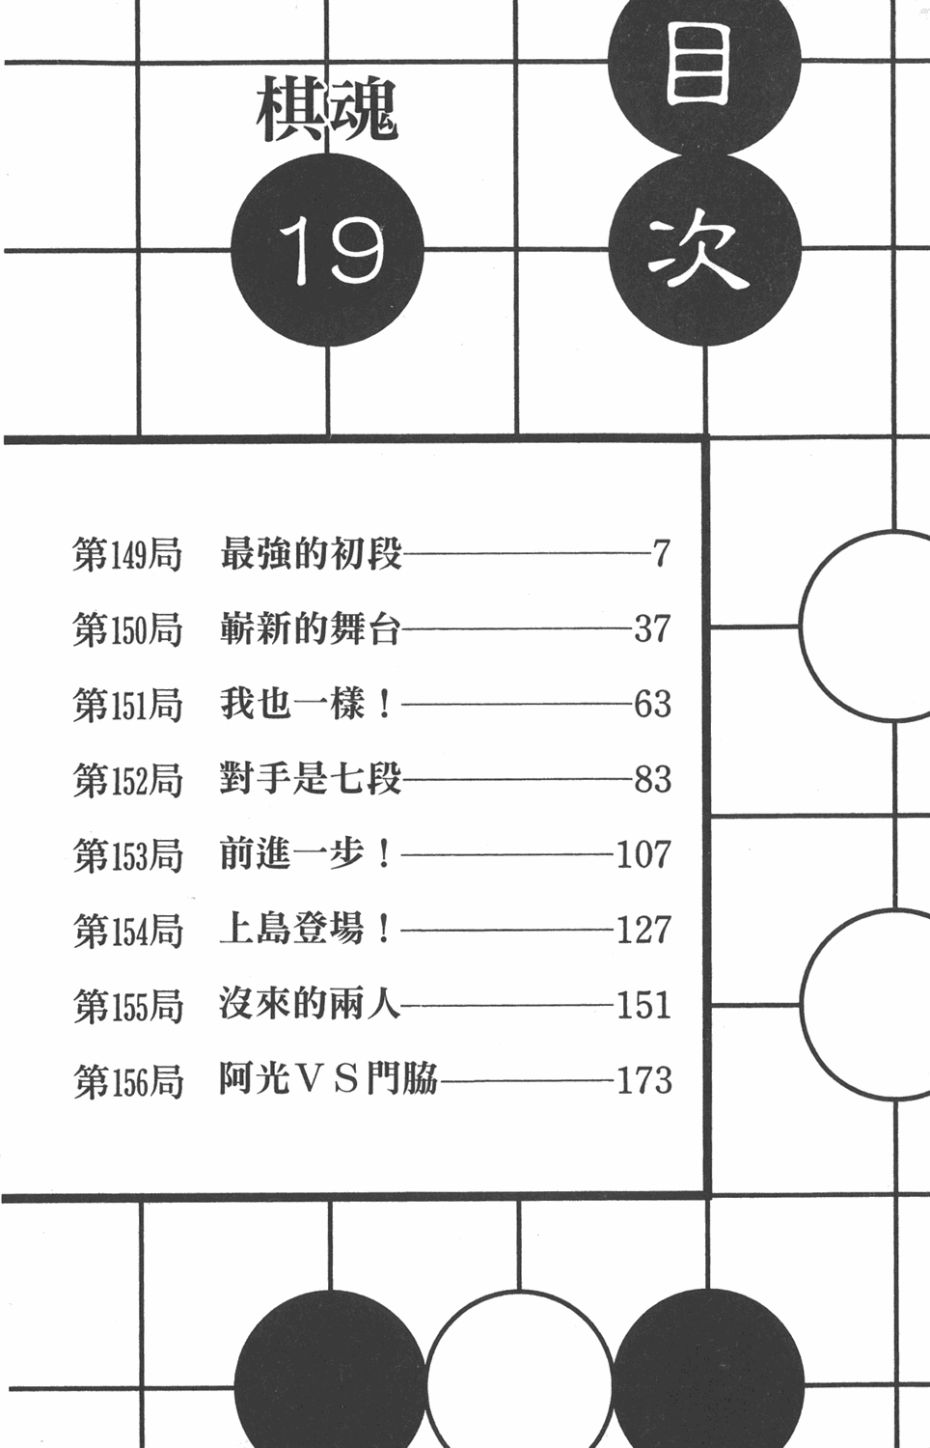 目次
棋魂
19
第149局 最強的初段 7
第150局 嶄新的舞台 37
第151局 我也一樣！ 63
第152局 對手是七段 83
第153局 前進一步！ 107
第154局 上島登場！ 127
第155局 沒來的兩人 151
第156局 阿光ＶＳ門脇 173